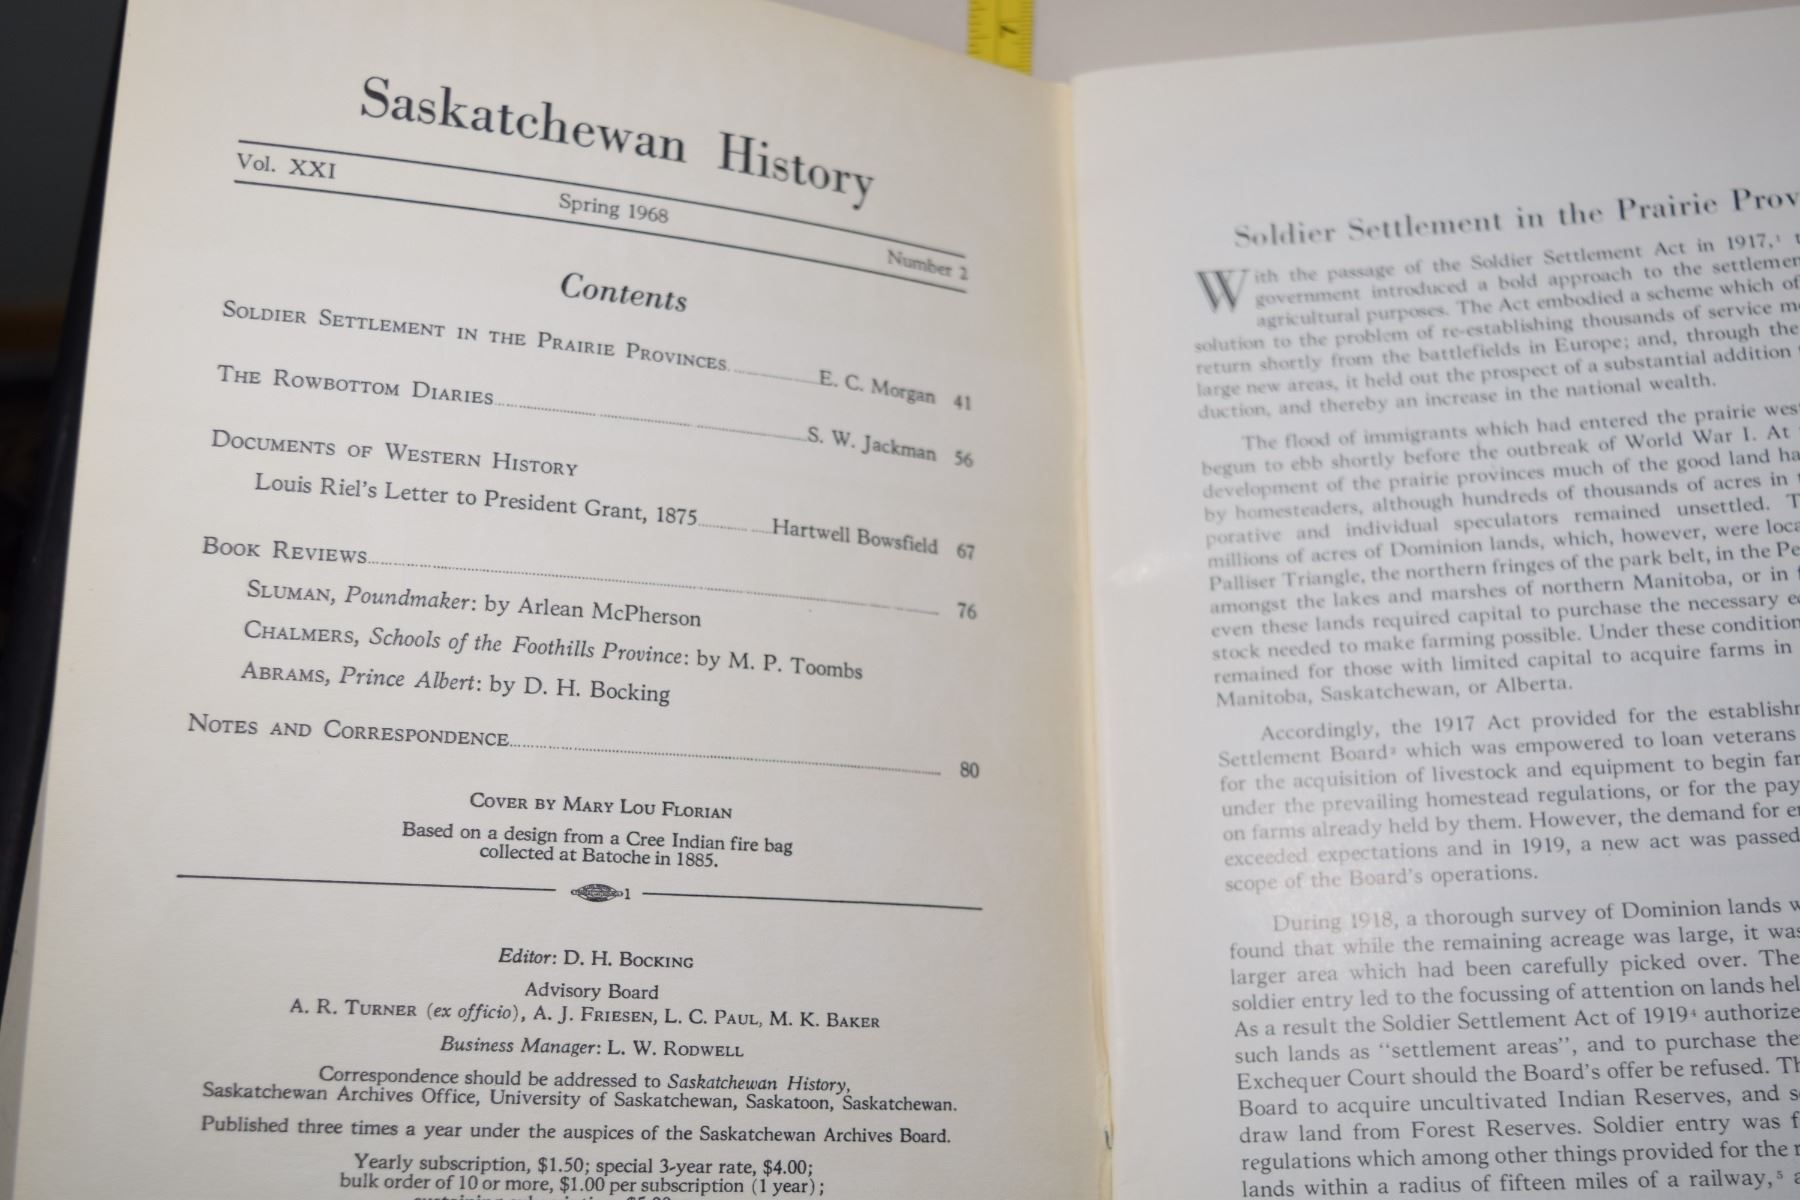 Saskatchewan History
Vol. XXI
Spring 1968
Number 2
Contents
SOLDIER SETTLEMENT IN THE PRAIRIE PROVINCES E. C. Morgan 41
THE ROWBOTTOM DIARIES S. W. Jackman 56
DOCUMENTS OF WESTERN HISTORY
Louis Riel's Letter to President Grant, 1875 Hartwell Bowsfield 67
BOOK REVIEWS 76
SLUMAN, Poundmaker: by Arlean McPherson
CHALMERS, Schools of the Foothills Province: by M. P. Toombs
ABRAMS, Prince Albert: by D. H. Bocking
NOTES AND CORRESPONDENCE 80
COVER BY MARY LOU FLORIAN
Based on a design from a Cree Indian fire bag
collected at Batoche in 1885.
1
Editor: D. H. BOCKING
Advisory Board
A. R. TURNER (ex officio), A. J. FRIESEN, L. C. PAUL, M. K. BAKER
Business Manager: L. W. RODWELL
Correspondence should be addressed to Saskatchewan History,
Saskatchewan Archives Office, University of Saskatchewan, Saskatoon, Saskatchewan.
Published three times a year under the auspices of the Saskatchewan Archives Board.
Yearly subscription, $1.50; special 3-year rate, $4.00;
bulk order of 10 or more, $1.00 per subscription (1 year);
7
Soldier Settlement in the Prairie Prov
With the passage of the Soldier Settlement Act in 1917,¹ t
government introduced a bold approach to the settlemen
agricultural purposes. The Act embodied a scheme which of
solution to the problem of re-establishing thousands of service m
return shortly from the battlefields in Europe; and, through the
large new areas, it held out the prospect of a substantial addition
duction, and thereby an increase in the national wealth.
The flood of immigrants which had entered the prairie wes
begun to ebb shortly before the outbreak of World War I. At
development of the prairie provinces much of the good land ha
by homesteaders, although hundreds of thousands of acres in
porative and individual speculators remained unsettled. T
millions of acres of Dominion lands, which, however, were loca
Palliser Triangle, the northern fringes of the park belt, in the Pe
amongst the lakes and marshes of northern Manitoba, or in
even these lands required capital to purchase the necessary e
stock needed to make farming possible. Under these condition
remained for those with limited capital to acquire farms in
Manitoba, Saskatchewan, or Alberta.
Accordingly, the 1917 Act provided for the establishm
Settlement Board² which was empowered to loan veterans
for the acquisition of livestock and equipment to begin far
under the prevailing homestead regulations, or for the pay
on farms already held by them. However, the demand for e
exceeded expectations and in 1919, a new act was passed
scope of the Board's operations.
During 1918, a thorough survey of Dominion lands w
found that while the remaining acreage was large, it was
larger area which had been carefully picked over. The
soldier entry led to the focussing of attention on lands hel
As a result the Soldier Settlement Act of 1919⁴ authorize
such lands as "settlement areas", and to purchase the
Exchequer Court should the Board's offer be refused. Th
Board to acquire uncultivated Indian Reserves, and s
draw land from Forest Reserves. Soldier entry was f
regulations which among other things provided for the r
lands within a radius of fifteen miles of a railway,⁵ a